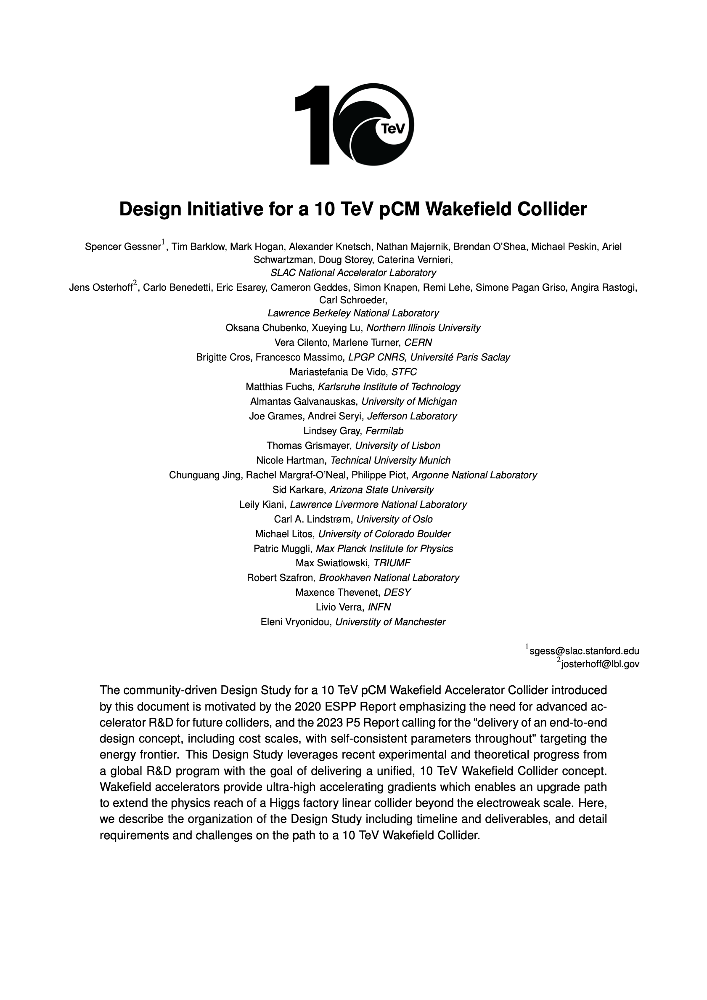 10 TeV
Design Initiative for a 10 TeV pCM Wakefield Collider
Spencer Gessner1, Tim Barklow, Mark Hogan, Alexander Knetsch, Nathan Majernik, Brendan O'Shea, Michael Peskin, Ariel
Schwartzman, Doug Storey, Caterina Vernieri,
SLAC National Accelerator Laboratory
Jens Osterhoff2, Carlo Benedetti, Eric Esarey, Cameron Geddes, Simon Knapen, Remi Lehe, Simone Pagan Griso, Angira Rastogi,
Carl Schroeder,
Lawrence Berkeley National Laboratory
Oksana Chubenko, Xueying Lu, Northern Illinois University
Vera Cilento, Marlene Turner, CERN
Brigitte Cros, Francesco Massimo, LPGP CNRS, Université Paris Saclay
Mariastefania De Vido, STFC
Matthias Fuchs, Karlsruhe Institute of Technology
Almantas Galvanauskas, University of Michigan
Joe Grames, Andrei Seryi, Jefferson Laboratory
Lindsey Gray, Fermilab
Thomas Grismayer, University of Lisbon
Nicole Hartman, Technical University Munich
Chunguang Jing, Rachel Margraf-O'Neal, Philippe Piot, Argonne National Laboratory
Sid Karkare, Arizona State University
Leily Kiani, Lawrence Livermore National Laboratory
Carl A. Lindstrøm, University of Oslo
Michael Litos, University of Colorado Boulder
Patric Muggli, Max Planck Institute for Physics
Max Swiatlowski, TRIUMF
Robert Szafron, Brookhaven National Laboratory
Maxence Thevenet, DESY
Livio Verra, INFN
Eleni Vryonidou, Universtity of Manchester
1sgess@slac.stanford.edu
2josterhoff@lbl.gov
The community-driven Design Study for a 10 TeV pCM Wakefield Accelerator Collider introduced
by this document is motivated by the 2020 ESPP Report emphasizing the need for advanced ac-
celerator R&D for future colliders, and the 2023 P5 Report calling for the “delivery of an end-to-end
design concept, including cost scales, with self-consistent parameters throughout" targeting the
energy frontier. This Design Study leverages recent experimental and theoretical progress from
a global R&D program with the goal of delivering a unified, 10 TeV Wakefield Collider concept.
Wakefield accelerators provide ultra-high accelerating gradients which enables an upgrade path
to extend the physics reach of a Higgs factory linear collider beyond the electroweak scale. Here,
we describe the organization of the Design Study including timeline and deliverables, and detail
requirements and challenges on the path to a 10 TeV Wakefield Collider.